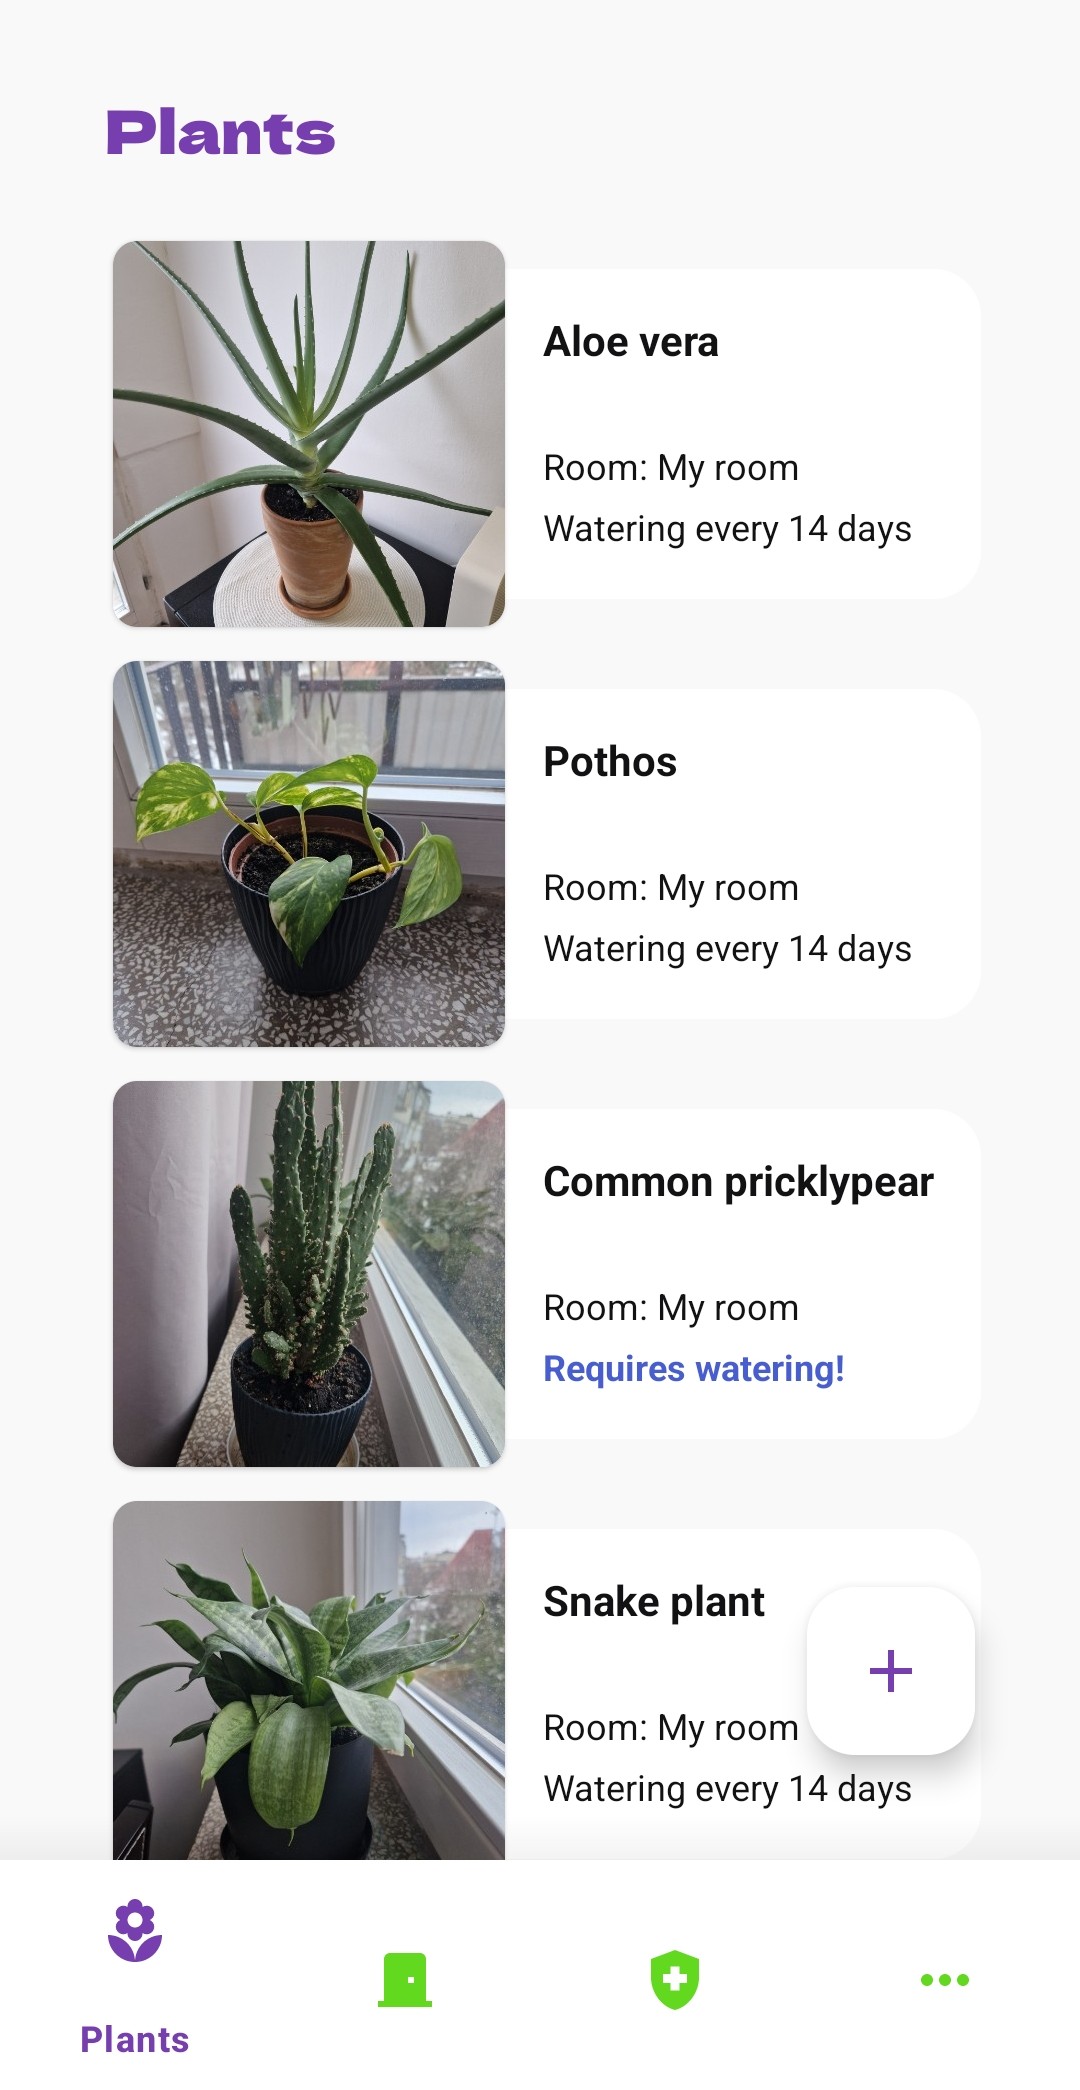 Plants
Aloe vera
Room: My room
Watering every 14 days
Pothos
Room: My room
Watering every 14 days
Common pricklypear
Room: My room
Requires watering!
Snake plant
Room: My room
Watering every 14 days
Plants